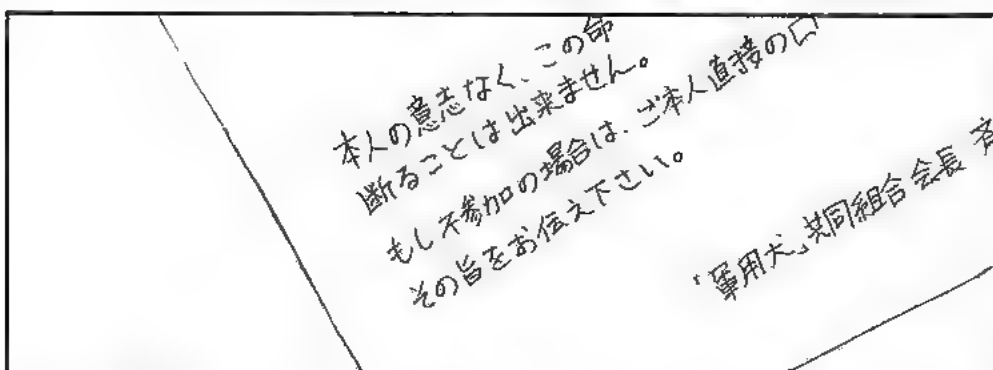 本人の意志なく、この命
断ることは出来ません。
もし不参加の場合は、ご本人直接の口
その旨をお伝え下さい。
「軍用犬」共同組合会長